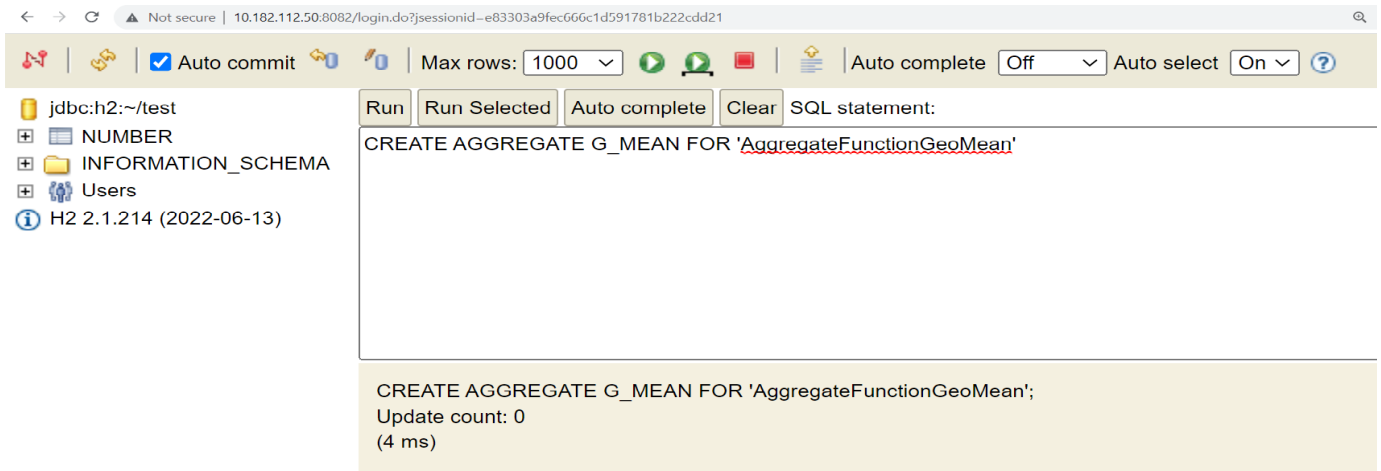 Not secure | 10.182.112.50:8082/login.do?jsessionid=e83303a9fec666c1d591781b222cdd21
Auto commit Max rows: 1000 Auto complete Off Auto select On ?
jdbc:h2:~/test
NUMBER
INFORMATION_SCHEMA
Users
H2 2.1.214 (2022-06-13)
Run Run Selected Auto complete Clear SQL statement:
CREATE AGGREGATE G_MEAN FOR 'AggregateFunctionGeoMean'
CREATE AGGREGATE G_MEAN FOR 'AggregateFunctionGeoMean';
Update count: 0
(4 ms)